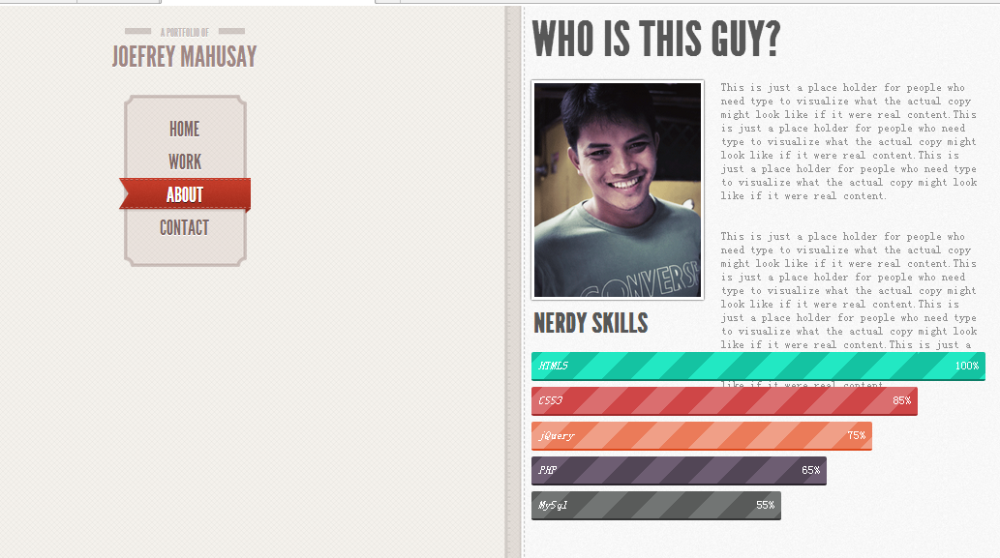 A PORTFOLIO OF
JOEFREY MAHUSAY
HOME
WORK
ABOUT
CONTACT
WHO IS THIS GUY?
This is just a place holder for people who
need type to visualize what the actual copy
might look like if it were real content.This
is just a place holder for people who need
type to visualize what the actual copy might
look like if it were real content.This is
just a place holder for people who need type
to visualize what the actual copy might look
like if it were real content.
This is just a place holder for people who
need type to visualize what the actual copy
might look like if it were real content.This
is just a place holder for people who need
type to visualize what the actual copy might
look like if it were real content.This is
just a place holder for people who need type
to visualize what the actual copy might look
like if it were real content.This is just a
like if it were real content.
CONVERS
NERDY SKILLS
HTML5 100%
CSS3 85%
jQuery 75%
PHP 65%
MySql 55%